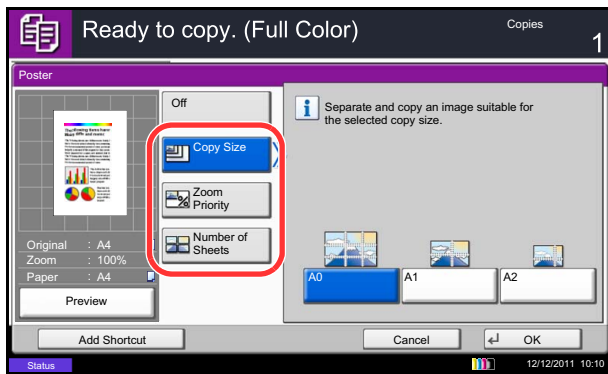 Ready to copy. (Full Color)
Copies
1
Poster
Off
Copy Size
Zoom
Priority
Number of
Sheets
Separate and copy an image suitable for
the selected copy size.
Original : A4
Zoom : 100%
Paper : A4
Preview
A0
A1
A2
Add Shortcut
Cancel
OK
Status
12/12/2011 10:10